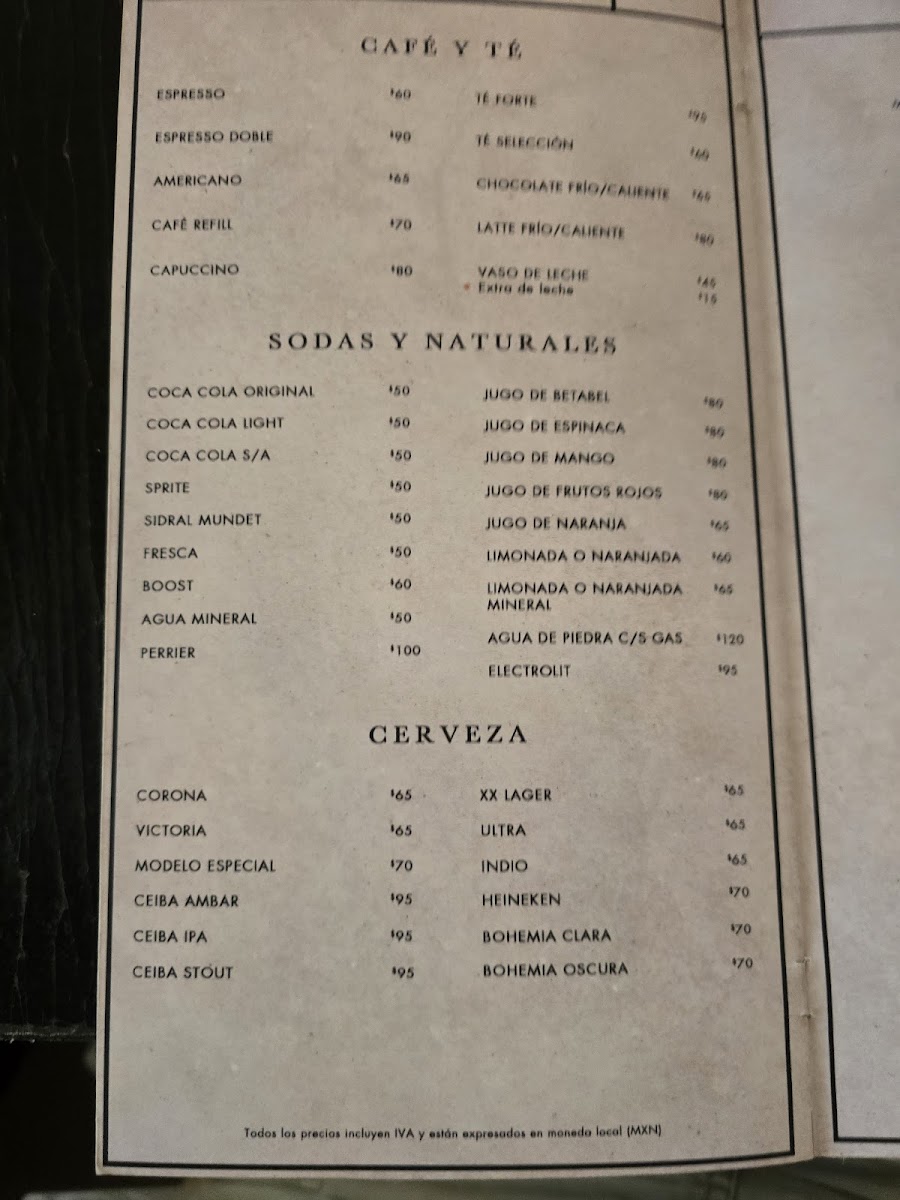 CAFÉ Y TÉ
ESPRESSO $60
ESPRESSO DOBLE $90
AMERICANO $65
CAFÉ REFILL $70
CAPUCCINO $80
TÉ FORTE $95
TÉ SELECCIÓN $60
CHOCOLATE FRÍO/CALIENTE
LATTE FRÍO/CALIENTE $80
VASO DE LECHE $45
* Extra de leche $15
SODAS Y NATURALES
COCA COLA ORIGINAL $50
COCA COLA LIGHT $50
COCA COLA S/A $50
SPRITE $50
SIDRAL MUNDET $50
FRESCA $50
BOOST $60
AGUA MINERAL $50
PERRIER $100
JUGO DE BETABEL $80
JUGO DE ESPINACA $80
JUGO DE MANGO $80
JUGO DE FRUTOS ROJOS $80
JUGO DE NARANJA $65
LIMONADA O NARANJADA $60
LIMONADA O NARANJADA $65
MINERAL
AGUA DE PIEDRA C/S GAS $120
ELECTROLIT $95
CERVEZA
CORONA $65
VICTORIA $65
MODELO ESPECIAL $70
CEIBA AMBAR $95
CEIBA IPA $95
CEIBA STOUT $95
XX LAGER $65
ULTRA $65
INDIO $65
HEINEKEN $70
BOHEMIA CLARA $70
BOHEMIA OSCURA $70
Todos los precios incluyen IVA y están expresados en moneda local (MXN)